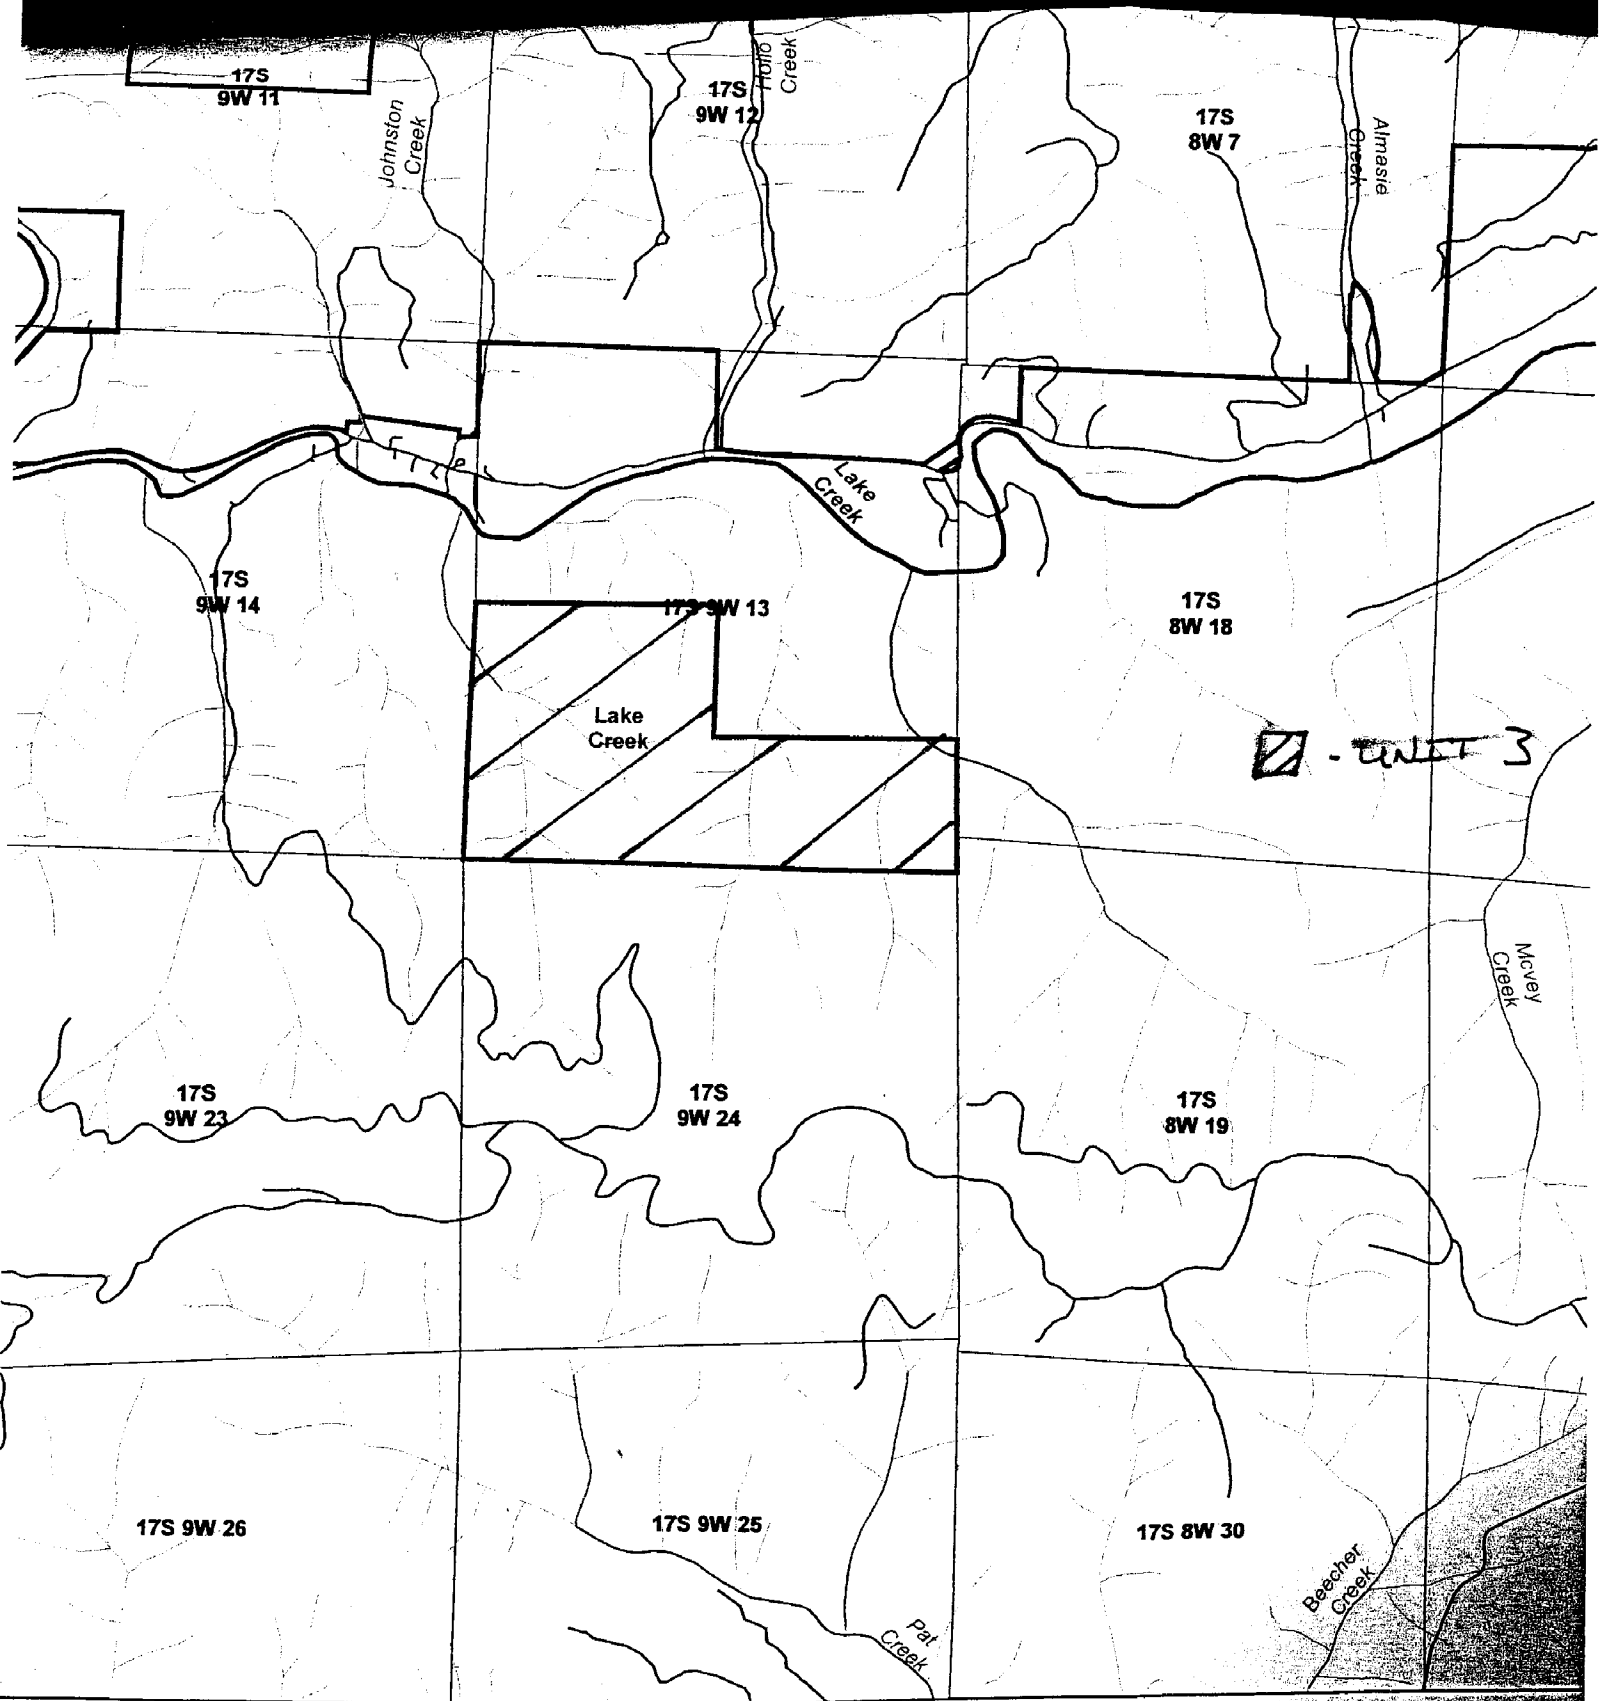 17S
9W 11
Johnston
Creek
17S
9W 12
Hollo
Creek
17S
8W 7
Almasie
Creek
Lake
Creek
17S
9W 14
17S 9W 13
17S
8W 18
Lake
Creek
- UNIT 3
Mcvey
Creek
17S
9W 23
17S
9W 24
17S
8W 19
17S 9W 26
17S 9W 25
17S 8W 30
Beecher
Creek
Pat
Creek